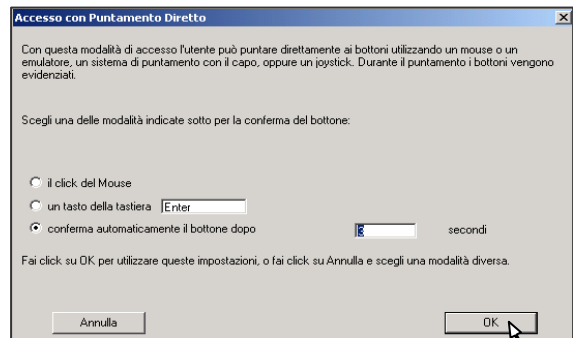 Accesso con Puntamento Diretto
Con questa modalità di accesso l'utente può puntare direttamente ai bottoni utilizzando un mouse o un
emulatore, un sistema di puntamento con il capo, oppure un joystick. Durante il puntamento i bottoni vengono
evidenziati.
Scegli una delle modalità indicate sotto per la conferma del bottone:
il click del Mouse
un tasto della tastiera Enter
conferma automaticamente il bottone dopo 3 secondi
Fai click su OK per utilizzare queste impostazioni, o fai click su Annulla e scegli una modalità diversa.
Annulla OK